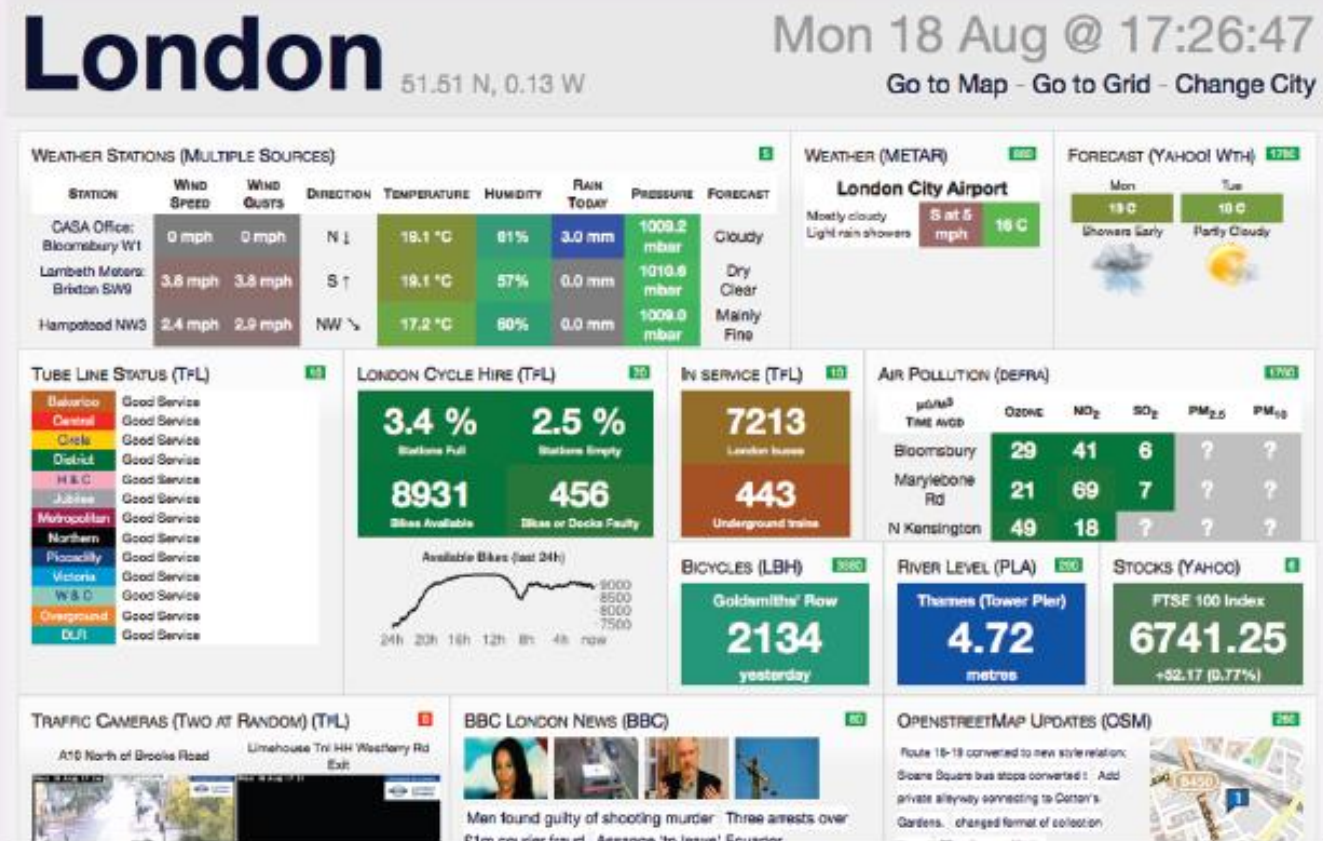 London 51.51 N, 0.13 W
Mon 18 Aug @ 17:26:47
Go to Map - Go to Grid - Change City
WEATHER STATIONS (MULTIPLE SOURCES) 5
STATION WIND SPEED WIND GUSTS DIRECTION TEMPERATURE HUMIDITY RAIN TODAY PRESSURE FORECAST
CASA Office: Bloomsbury W1 0 mph 0 mph N ↓ 19.1 °C 61% 3.0 mm 1009.2 mbar Cloudy
Lambeth Meters: Brixton SW9 3.8 mph 3.8 mph S ↑ 19.1 °C 57% 0.0 mm 1010.6 mbar Dry Clear
Hampstead NW3 2.4 mph 2.9 mph NW ↘ 17.2 °C 60% 0.0 mm 1009.0 mbar Mainly Fine
WEATHER (METAR)
London City Airport
Mostly cloudy
Light rain showers
S at 5 mph
16 C
FORECAST (YAHOO! WTH)
Mon Tue
Showers Early Partly Cloudy
TUBE LINE STATUS (TFL) 10
Bakerloo Good Service
Central Good Service
Circle Good Service
District Good Service
H & C Good Service
Jubilee Good Service
Metropolitan Good Service
Northern Good Service
Piccadilly Good Service
Victoria Good Service
W & C Good Service
Overground Good Service
DLR Good Service
LONDON CYCLE HIRE (TFL) 20
3.4 % 2.5 %
Stations Full Stations Empty
8931 456
Bikes Available Bikes or Docks Faulty
Available Bikes (last 24h)
9000
8500
8000
7500
24h 20h 16h 12h 8h 4h now
IN SERVICE (TFL) 10
7213
London buses
443
Underground trains
AIR POLLUTION (DEFRA)
µG/M³ TIME AVGD OZONE NO₂ SO₂ PM₂.₅ PM₁₀
Bloomsbury 29 41 6 ? ?
Marylebone Rd 21 69 7 ? ?
N Kensington 49 18 ? ? ?
BICYCLES (LBH)
Goldsmiths' Row
2134
yesterday
RIVER LEVEL (PLA)
Thames (Tower Pier)
4.72
metres
STOCKS (YAHOO)
FTSE 100 Index
6741.25
+52.17 (0.77%)
TRAFFIC CAMERAS (TWO AT RANDOM) (TFL)
A10 North of Brooke Road
Limehouse Tnl HH Westferry Rd
Exit
BBC LONDON NEWS (BBC)
Men found guilty of shooting murder Three arrests over
£1m courier fraud Assange 'to leave' Ecuador
OPENSTREETMAP UPDATES (OSM)
Route 16-19 converted to new style relation:
Sloane Square bus stops converted t Add
private alleyway connecting to Cotton's
Gardens. changed format of collection